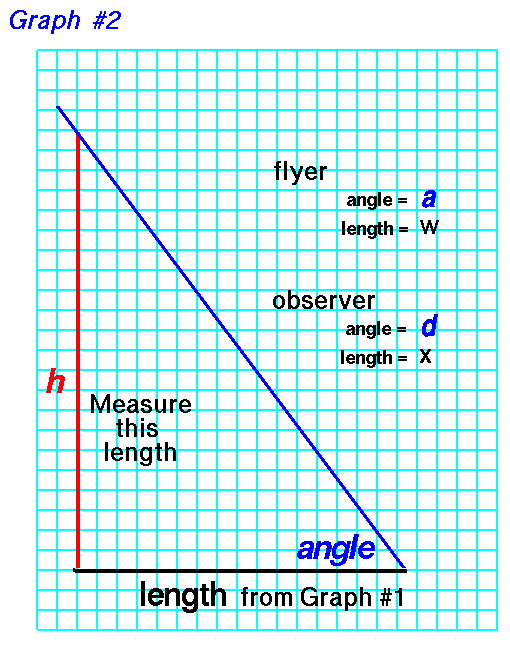 Graph #2
flyer
angle = a
length = W
observer
angle = d
length = X
h
Measure
this
length
angle
length from Graph #1